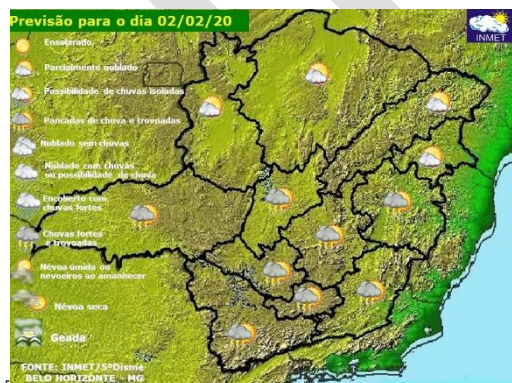 Previsão para o dia 02/02/20
INMET
Ensolarado
Parcialmente nublado
Possibilidade de chuvas isoladas
Pancadas de chuva e trovoadas
Nublado sem chuvas
Nublado com chuvas
ou possibilidade de chuva
Encoberto com
chuvas fortes
Chuvas fortes
e trovoadas
Névoa úmida ou
nevoeiros ao amanhecer
Névoa seca
Geada
FONTE: INMET/5ºDisme
BELO HORIZONTE - MG